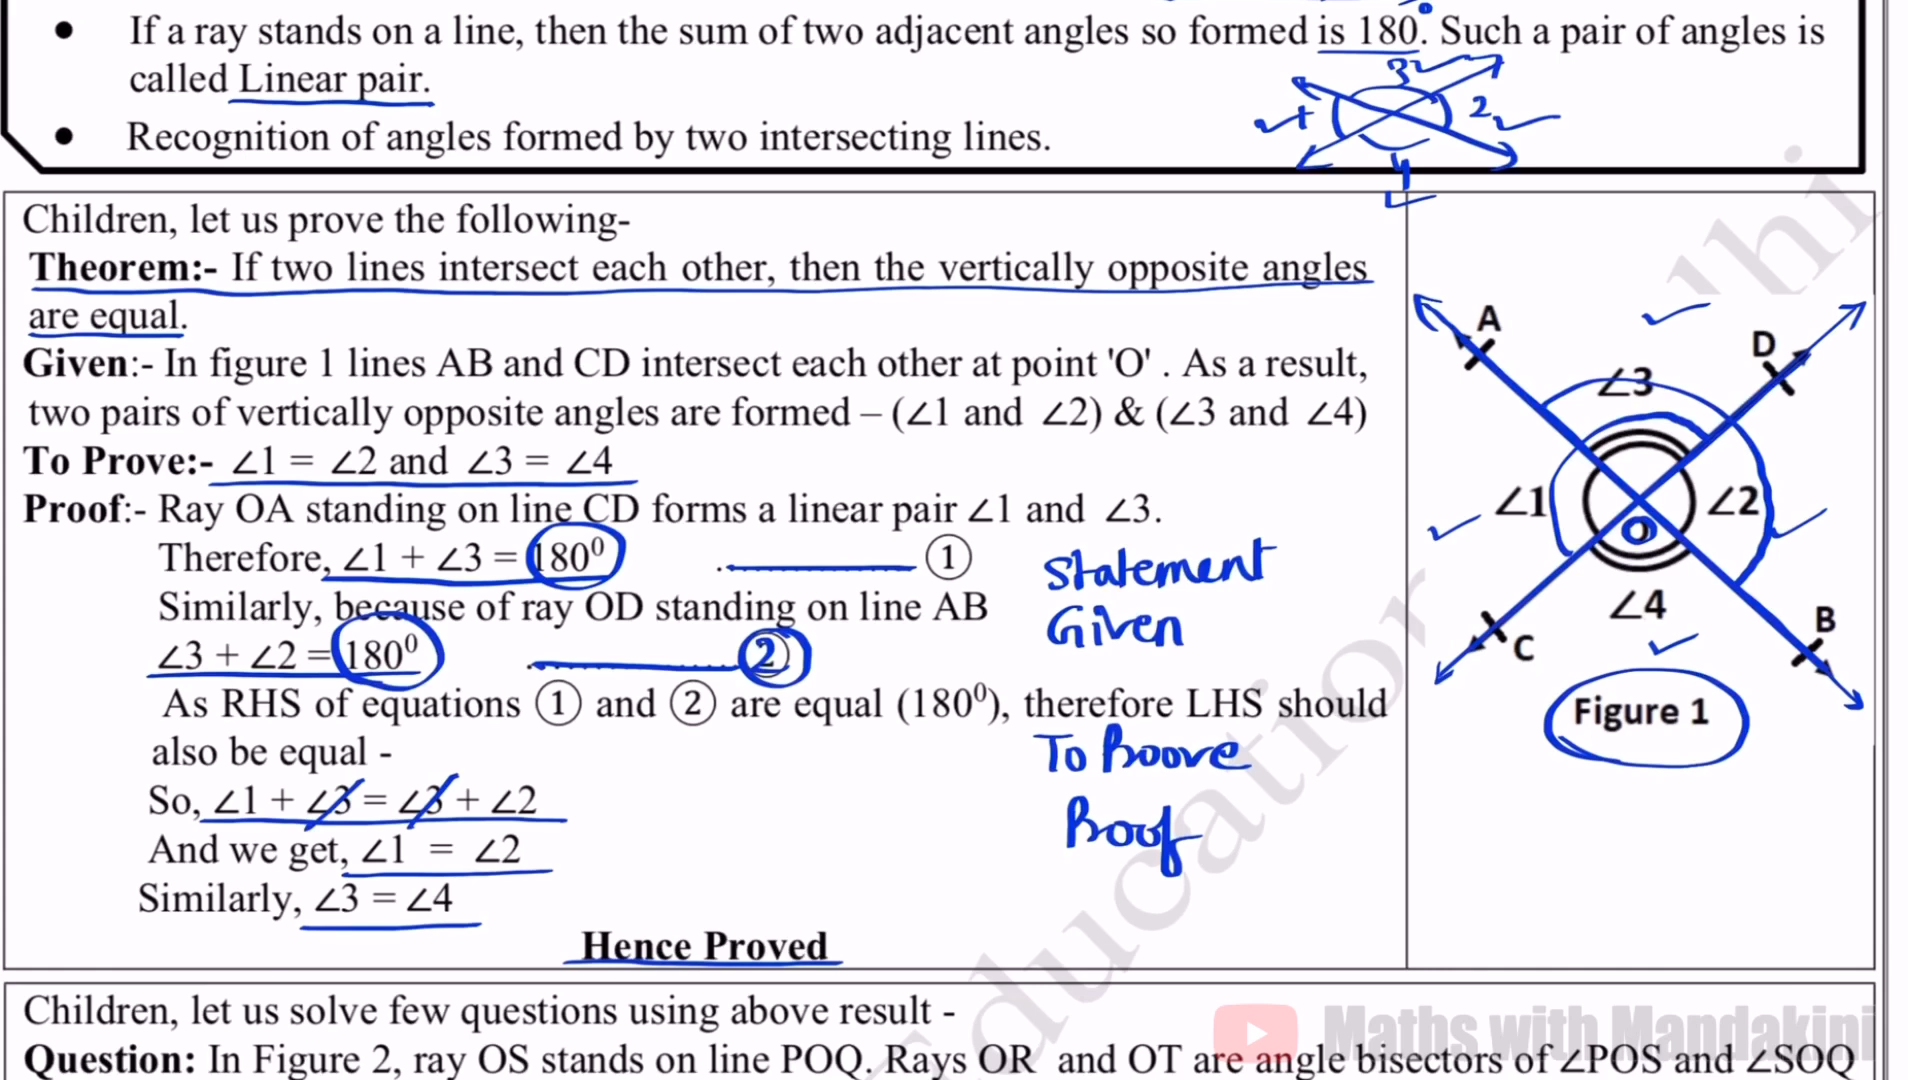 • If a ray stands on a line, then the sum of two adjacent angles so formed is 180°. Such a pair of angles is
called Linear pair.
• Recognition of angles formed by two intersecting lines.
3
1
2
4
Children, let us prove the following-
Theorem:- If two lines intersect each other, then the vertically opposite angles
are equal.
Given:- In figure 1 lines AB and CD intersect each other at point 'O' . As a result,
two pairs of vertically opposite angles are formed – (∠1 and ∠2) & (∠3 and ∠4)
To Prove:- ∠1 = ∠2 and ∠3 = ∠4
Proof:- Ray OA standing on line CD forms a linear pair ∠1 and ∠3.
Therefore, ∠1 + ∠3 = 180⁰ ①
Similarly, because of ray OD standing on line AB
∠3 + ∠2 = 180⁰ ②
As RHS of equations ① and ② are equal (180⁰), therefore LHS should
also be equal -
So, ∠1 + ∠3 = ∠3 + ∠2
And we get, ∠1 = ∠2
Similarly, ∠3 = ∠4
Hence Proved
Statement
Given
To Proove
Proof
A
D
∠3
∠1
∠2
O
∠4
B
C
Figure 1
Children, let us solve few questions using above result -
Question: In Figure 2, ray OS stands on line POQ. Rays OR and OT are angle bisectors of ∠POS and ∠SOQ
Maths with Mandakini
Education
lhi